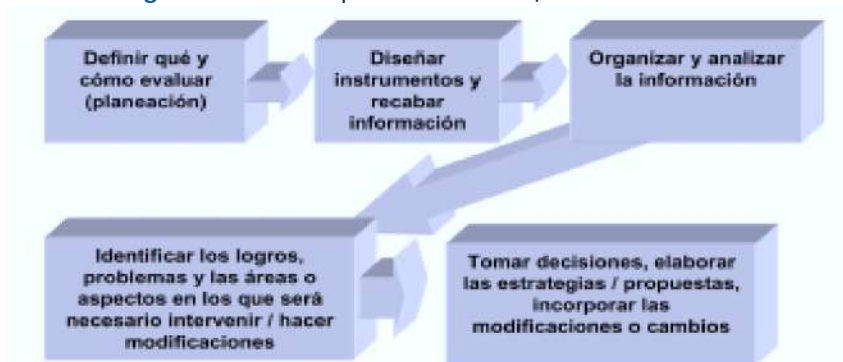 Definir qué y
cómo evaluar
(planeación)
Diseñar
instrumentos y
recabar
información
Organizar y analizar
la información
Identificar los logros,
problemas y las áreas o
aspectos en los que será
necesario intervenir / hacer
modificaciones
Tomar decisiones, elaborar
las estrategias / propuestas,
incorporar las
modificaciones o cambios